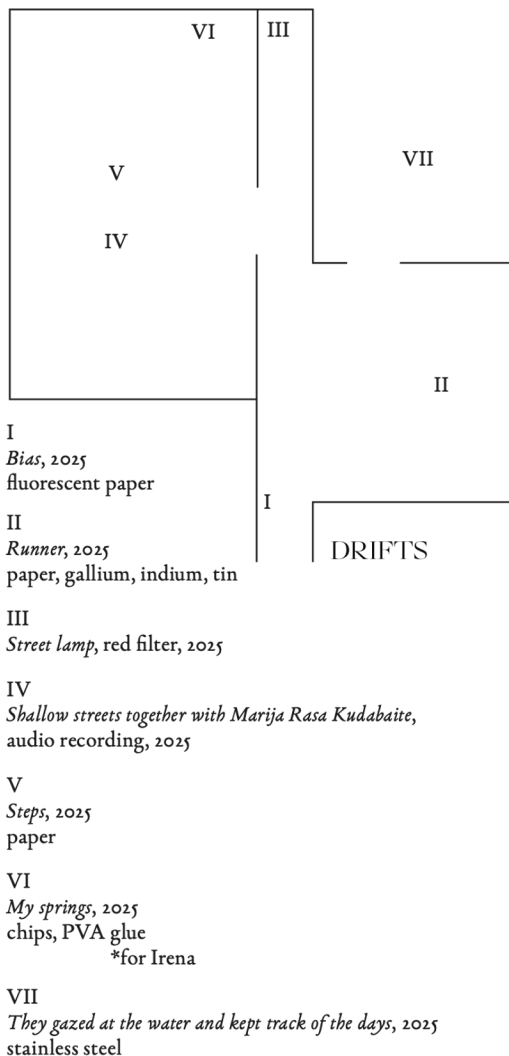 VI
III
VII
V
IV
II
I
DRIFTS
I
Bias, 2025
fluorescent paper
II
Runner, 2025
paper, gallium, indium, tin
III
Street lamp, red filter, 2025
IV
Shallow streets together with Marija Rasa Kudabaite,
audio recording, 2025
V
Steps, 2025
paper
VI
My springs, 2025
chips, PVA glue
*for Irena
VII
They gazed at the water and kept track of the days, 2025
stainless steel